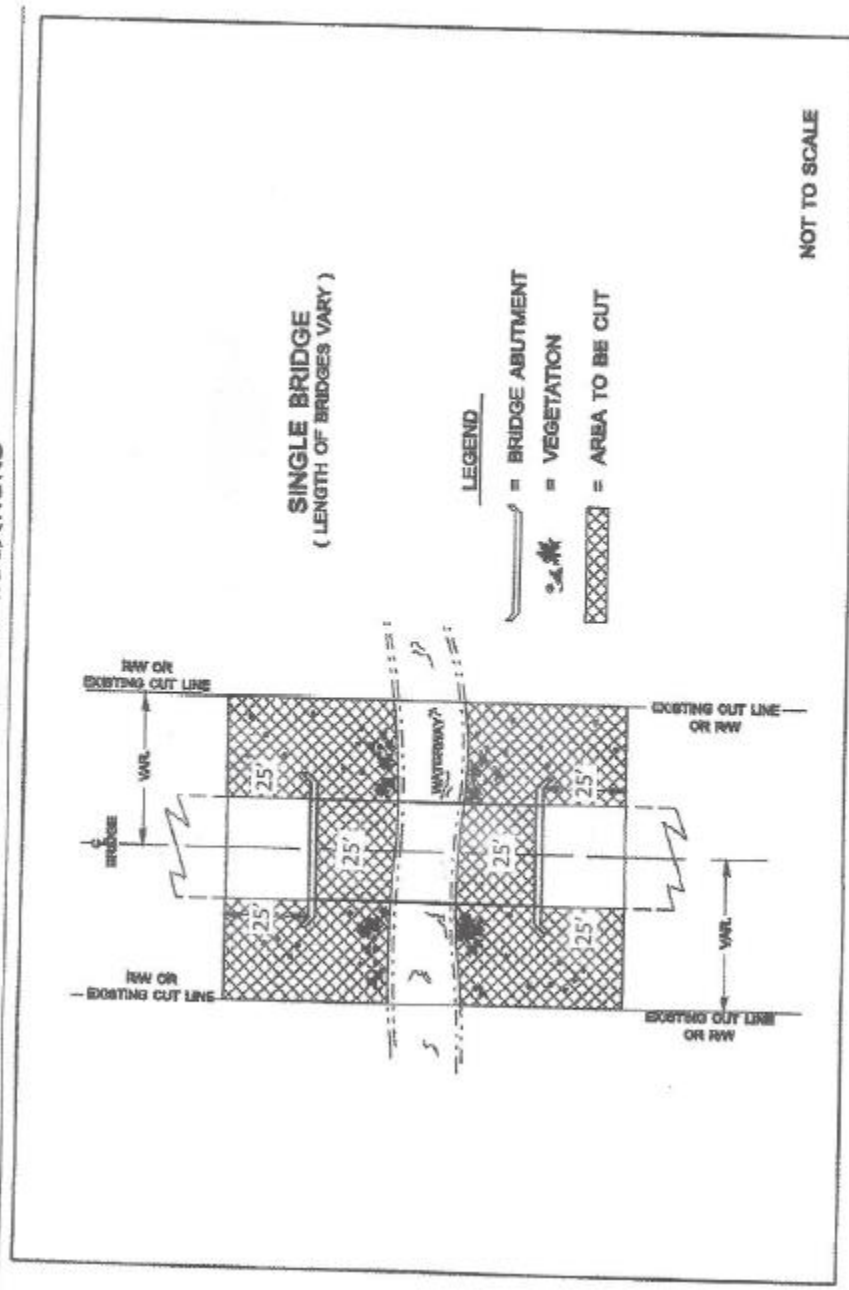 SINGLE BRIDGE
( LENGTH OF BRIDGES VARY )
LEGEND
= BRIDGE ABUTMENT
= VEGETATION
= AREA TO BE CUT
NOT TO SCALE
R/W OR
EXISTING CUT LINE
VAR.
℄
BRIDGE
R/W OR
EXISTING CUT LINE
25'
25'
25'
WATERWAY
25'
25'
25'
EXISTING CUT LINE
OR R/W
VAR.
EXISTING CUT LINE
OR R/W